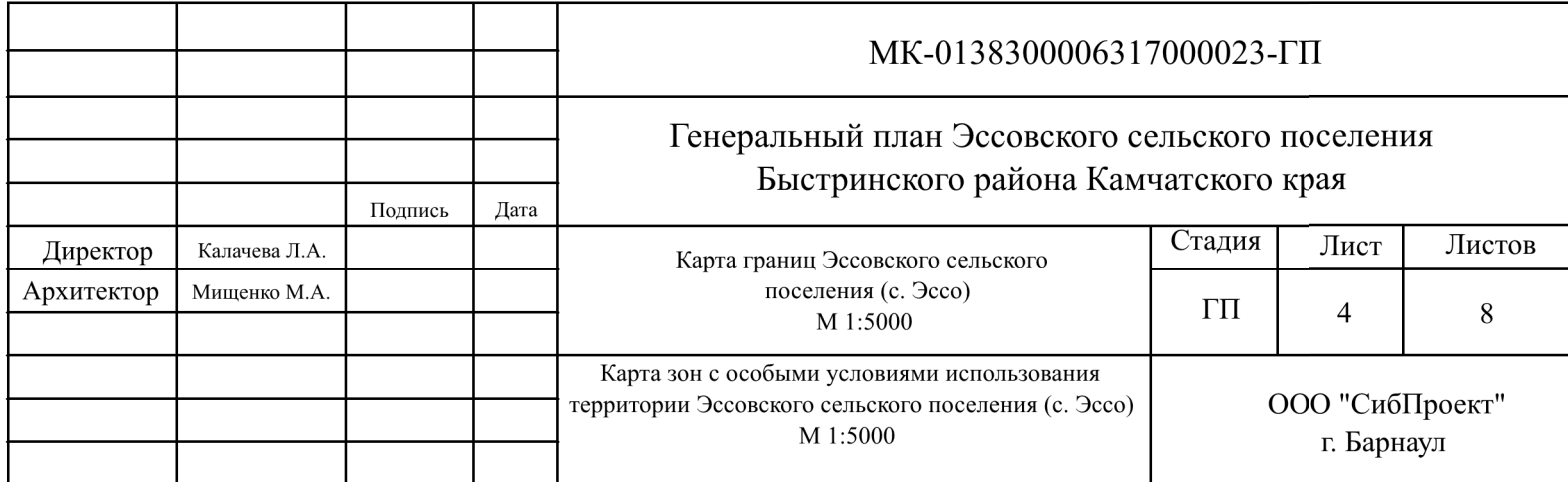 МК-0138300006317000023-ГП
Генеральный план Эссовского сельского поселения
Быстринского района Камчатского края
Подпись Дата
Директор Калачева Л.А.
Архитектор Мищенко М.А.
Карта границ Эссовского сельского
поселения (с. Эссо)
М 1:5000
Стадия Лист Листов
ГП 4 8
Карта зон с особыми условиями использования
территории Эссовского сельского поселения (с. Эссо)
М 1:5000
ООО "СибПроект"
г. Барнаул